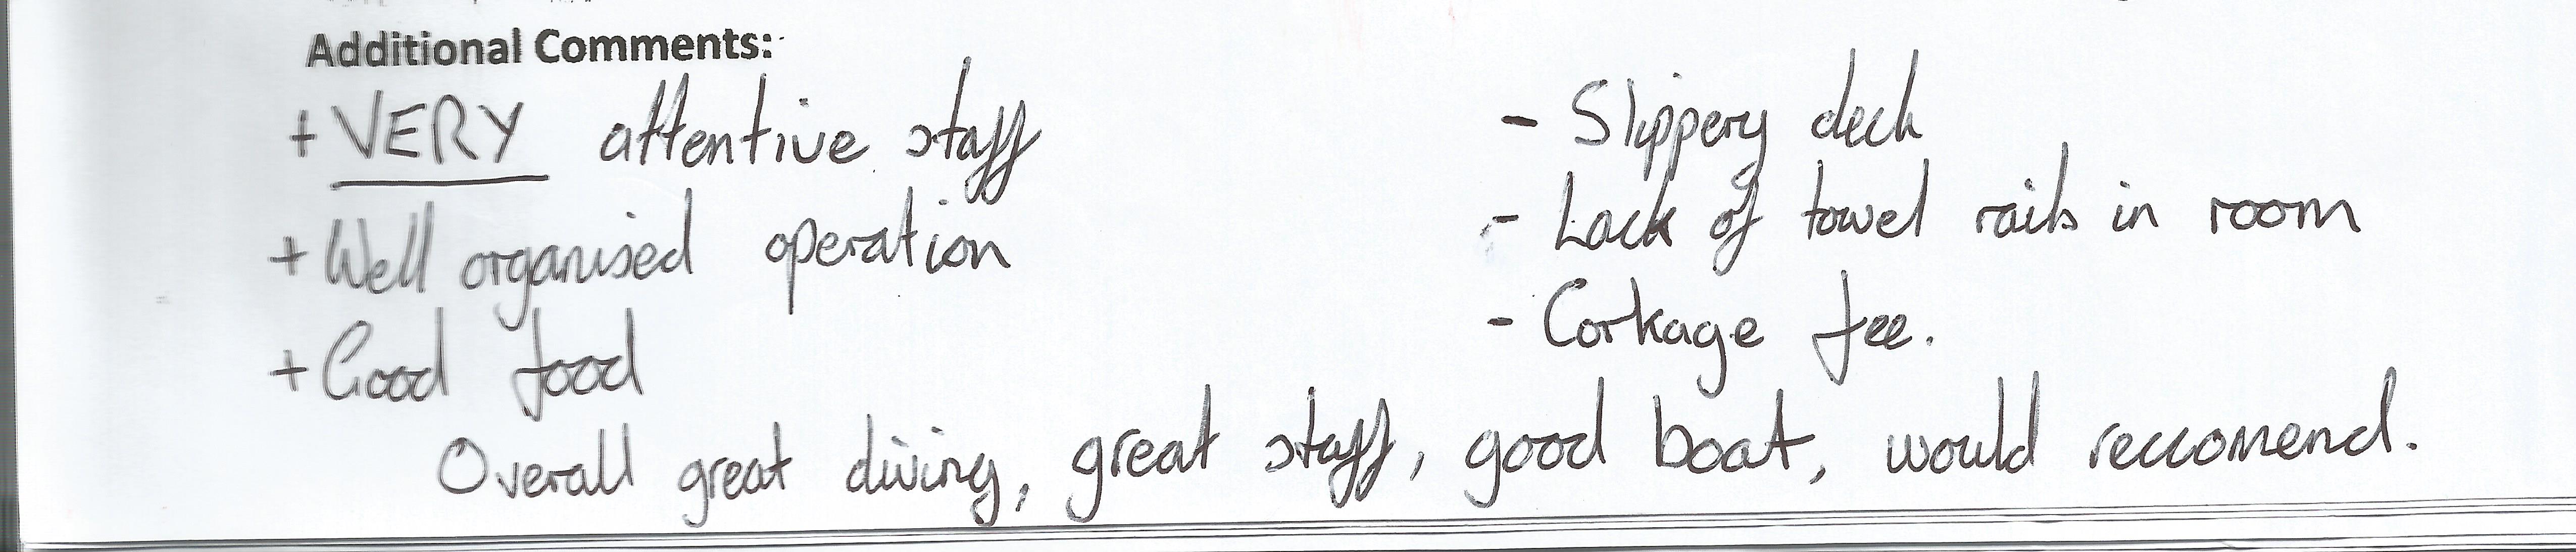 Additional Comments:
+ VERY attentive staff
+ Well organised operation
+ Good food
- Slippery deck
- Lack of towel rails in room
- Corkage fee.
Overall great diving, great staff, good boat, would reccomend.